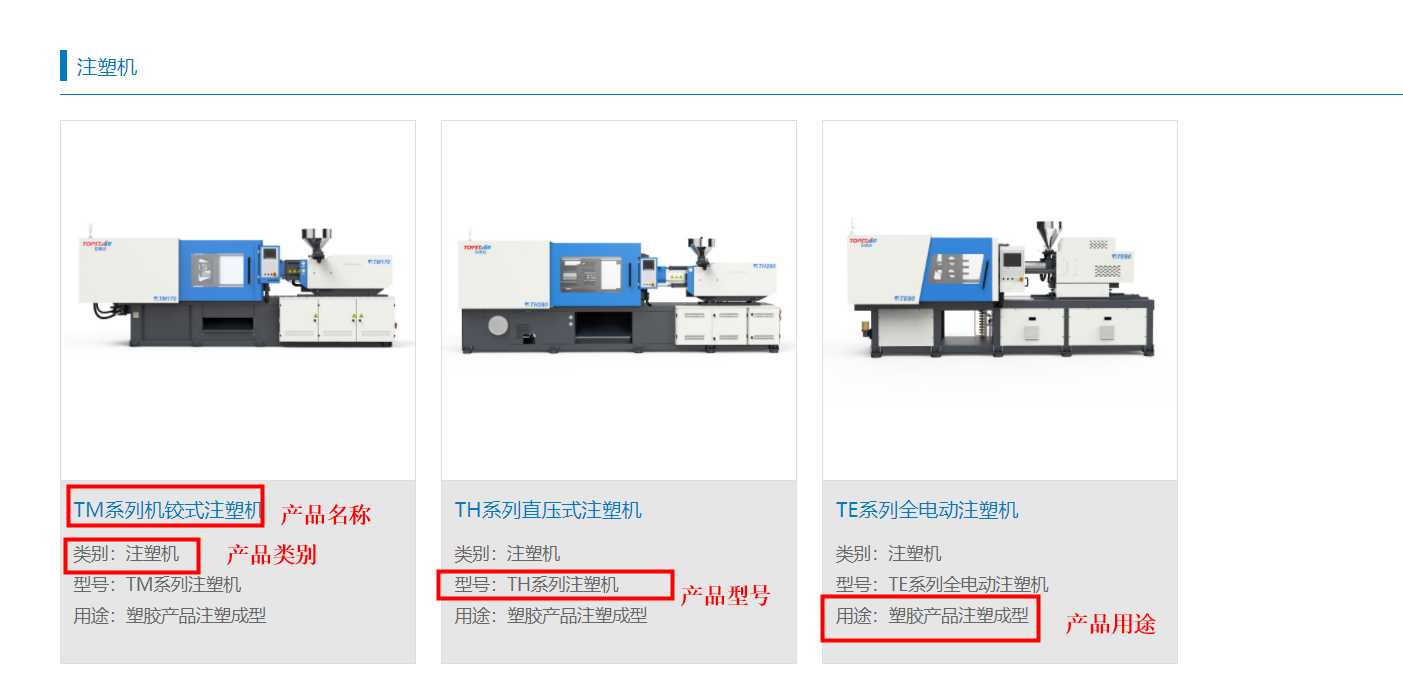 注塑机
TOPSTAR
TM170
TM170
TOPSTAR
TH280
TH280
TOPSTAR
TE80
TM系列机铰式注塑机
产品名称
类别：注塑机
产品类别
型号：TM系列注塑机
用途：塑胶产品注塑成型
TH系列直压式注塑机
类别：注塑机
型号：TH系列注塑机
产品型号
用途：塑胶产品注塑成型
TE系列全电动注塑机
类别：注塑机
型号：TE系列全电动注塑机
用途：塑胶产品注塑成型
产品用途